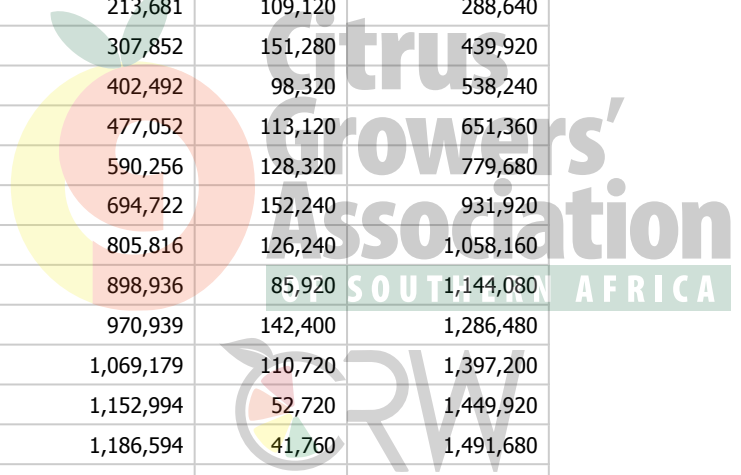 213,681 109,120 288,640
307,852 151,280 439,920
402,492 98,320 538,240
477,052 113,120 651,360
590,256 128,320 779,680
694,722 152,240 931,920
805,816 126,240 1,058,160
898,936 85,920 1,144,080
970,939 142,400 1,286,480
1,069,179 110,720 1,397,200
1,152,994 52,720 1,449,920
1,186,594 41,760 1,491,680
Citrus
Growers'
Association
OF SOUTHERN AFRICA
CRW